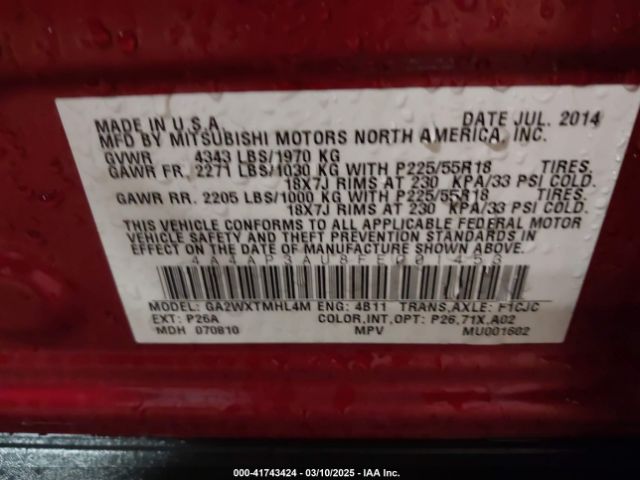 MADE IN U.S.A. DATE JUL. 2014
MFD BY MITSUBISHI MOTORS NORTH AMERICA, INC.
GVWR 4343 LBS/1970 KG
GAWR FR. 2271 LBS/1030 KG WITH P225/55R18 TIRES.
18X7J RIMS AT 230 KPA/33 PSI COLD.
GAWR RR. 2205 LBS/1000 KG WITH P225/55R18 TIRES.
18X7J RIMS AT 230 KPA/33 PSI COLD.
THIS VEHICLE CONFORMS TO ALL APPLICABLE FEDERAL MOTOR
VEHICLE SAFETY AND THEFT PREVENTION STANDARDS IN
EFFECT ON THE DATE OF MANUFACTURE SHOWN ABOVE.
MODEL: GA2WXTMHL4M ENG: 4B11 TRANS,AXLE: F1CJC
EXT: P26A COLOR,INT,OPT: P26,71X,A02
MDH 070810 MPV MU001602
000-41743424 | 03/10/2025 - IAA Inc.